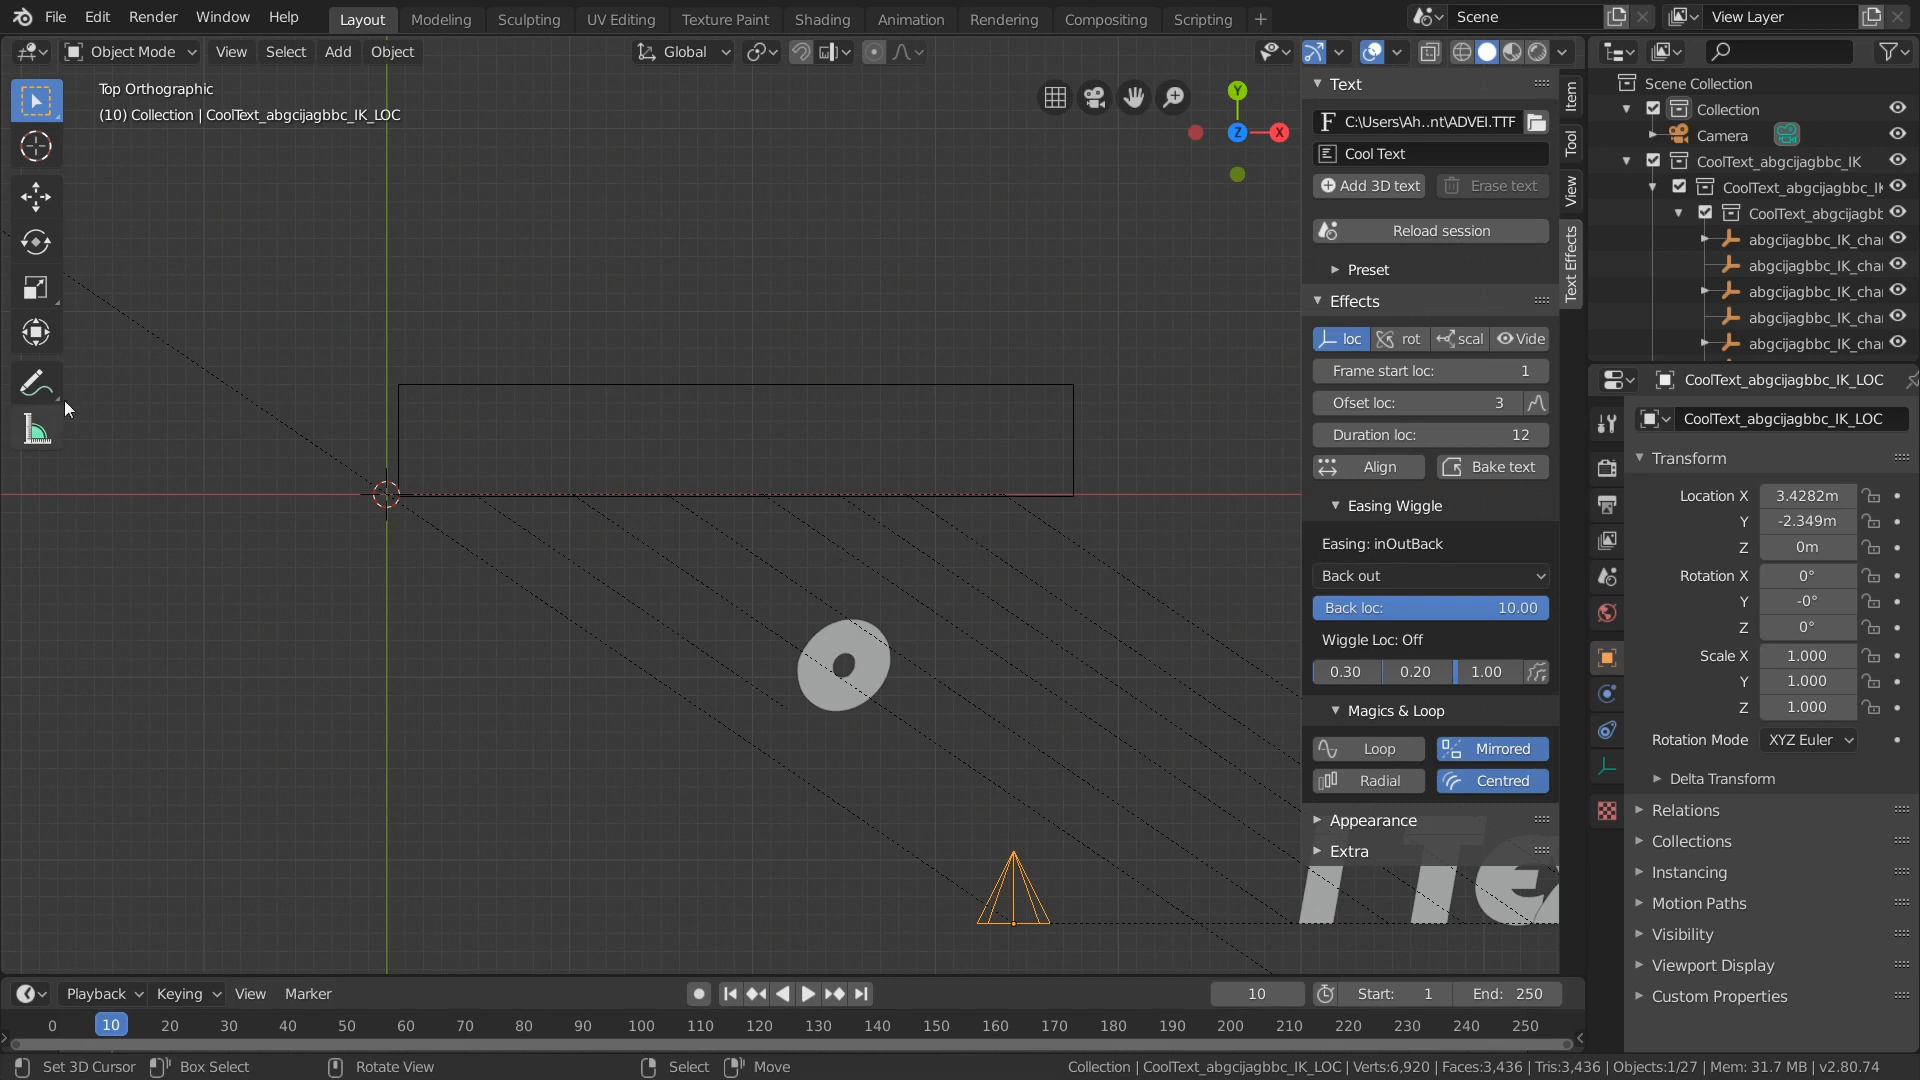 File Edit Render Window Help
Layout Modeling Sculpting UV Editing Texture Paint Shading Animation Rendering Compositing Scripting
Scene
View Layer
Object Mode View Select Add Object
Global
Top Orthographic
(10) Collection | CoolText_abgcijagbbc_IK_LOC
Y
Z
X
Item
Tool
View
Text Effects
Text
F C:\Users\Ah..nt\ADVEI.TTF
Cool Text
Add 3D text Erase text
Reload session
Preset
Effects
loc rot scal Vide
Frame start loc: 1
Ofset loc: 3
Duration loc: 12
Align Bake text
Easing Wiggle
Easing: inOutBack
Back out
Back loc: 10.00
Wiggle Loc: Off
0.30 0.20 1.00
Magics & Loop
Loop Mirrored
Radial Centred
Appearance
Extra
o
Scene Collection
Collection
Camera
CoolText_abgcijagbbc_IK
CoolText_abgcijagbbc_IK
CoolText_abgcijagbb
abgcijagbbc_IK_cha
abgcijagbbc_IK_cha
abgcijagbbc_IK_cha
abgcijagbbc_IK_cha
abgcijagbbc_IK_cha
CoolText_abgcijagbbc_IK_LOC
CoolText_abgcijagbbc_IK_LOC
Transform
Location X 3.4282m
Y -2.349m
Z 0m
Rotation X 0°
Y -0°
Z 0°
Scale X 1.000
Y 1.000
Z 1.000
Rotation Mode XYZ Euler
Delta Transform
Relations
Collections
Instancing
Motion Paths
Visibility
Viewport Display
Custom Properties
Playback Keying View Marker
10 Start: 1 End: 250
0 10 20 30 40 50 60 70 80 90 100 110 120 130 140 150 160 170 180 190 200 210 220 230 240 250
Set 3D Cursor Box Select Rotate View Select Move
Collection | CoolText_abgcijagbbc_IK_LOC | Verts:6,920 | Faces:3,436 | Tris:3,436 | Objects:1/27 | Mem: 31.7 MB | v2.80.74